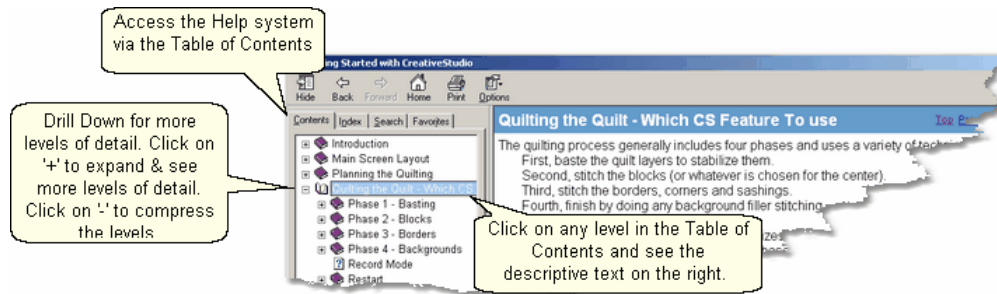 Access the Help system
via the Table of Contents
Started with CreativeStudio
Hide Back Forward Home Print Options
Contents Index Search Favorites
Drill Down for more
levels of detail. Click on
'+' to expand & see
more levels of detail.
Click on '-' to compress
the levels
Introduction
Main Screen Layout
Planning the Quilting
Quilting the Quilt - Which CS
Phase 1 - Basting
Phase 2 - Blocks
Phase 3 - Borders
Phase 4 - Backgrounds
Record Mode
Restart
Quilting the Quilt - Which CS Feature To use
Top
The quilting process generally includes four phases and uses a variety of
First, baste the quilt layers to stabilize them.
Second, stitch the blocks (or whatever is chosen for the center).
Third, stitch the borders, corners and sashings.
Fourth, finish by doing any background filler stitching
Click on any level in the Table of
Contents and see the
descriptive text on the right.